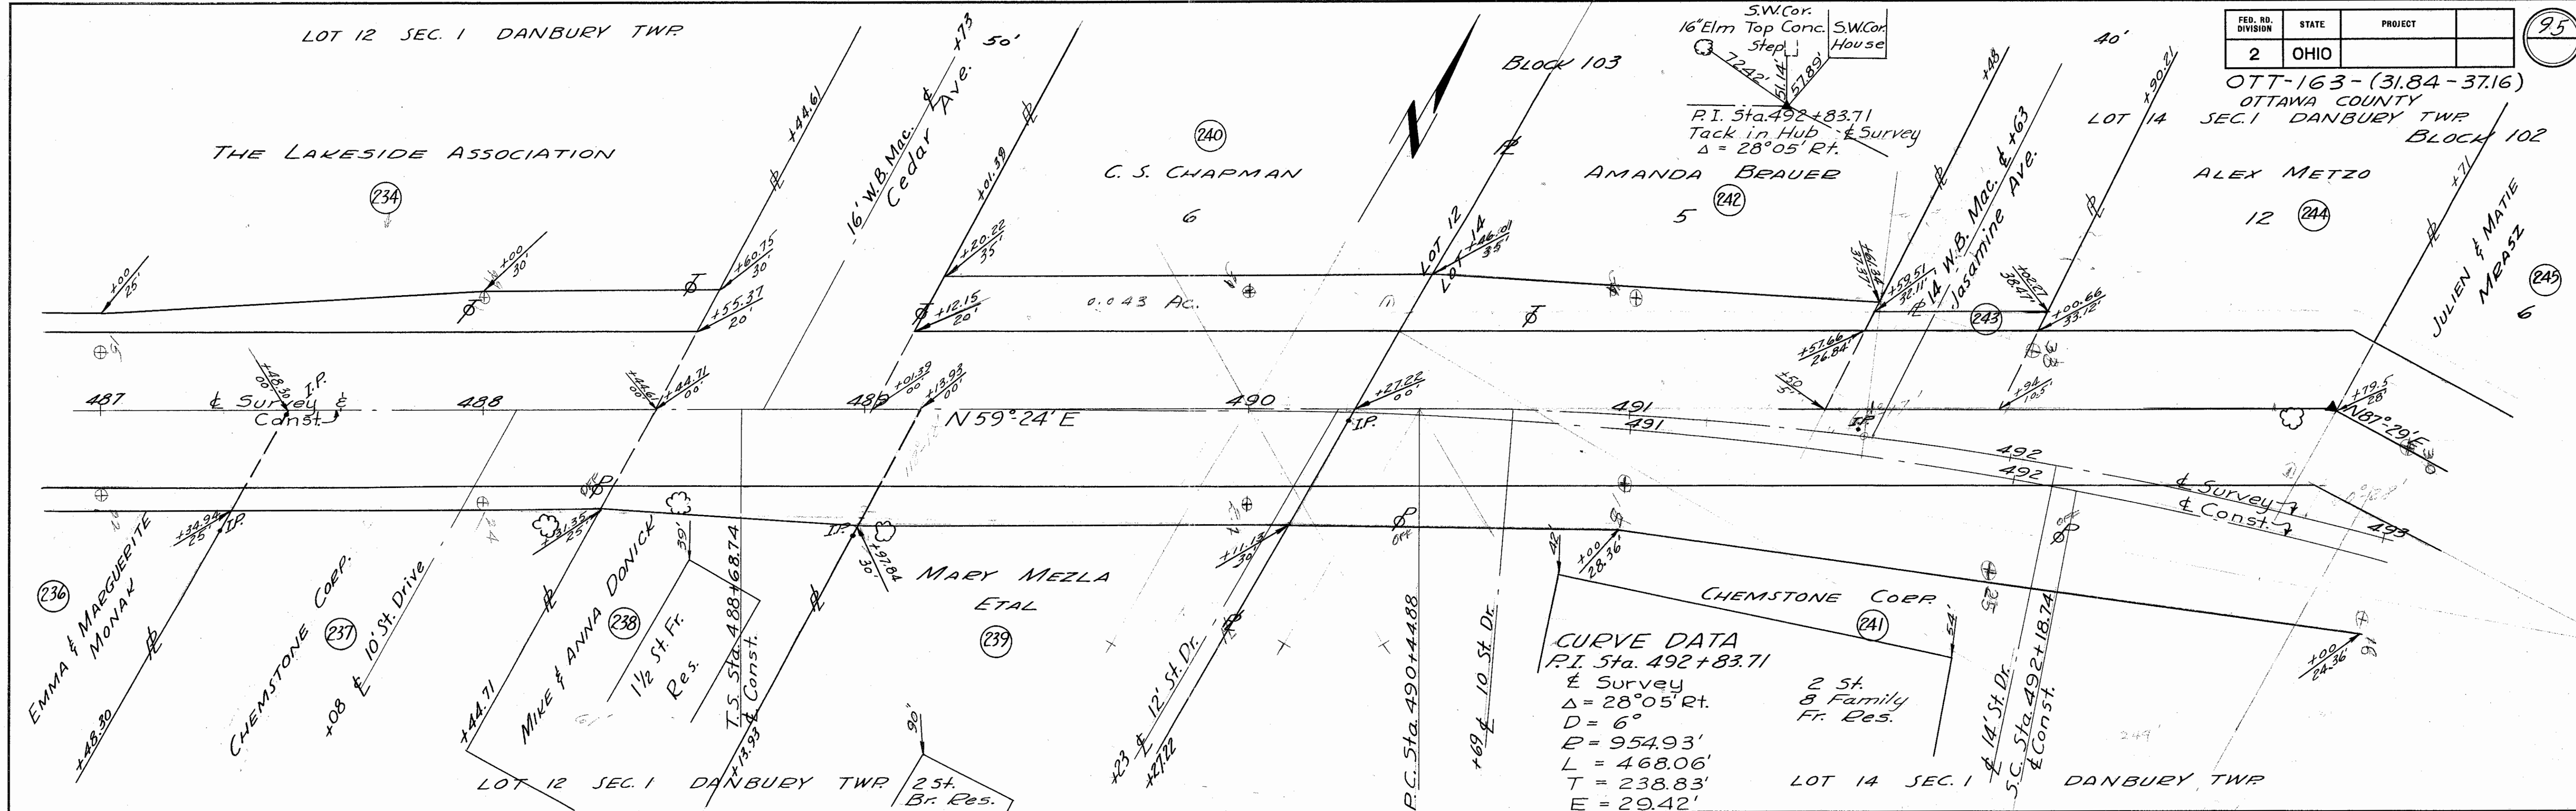 LOT 12 SEC. 1 DANBURY TWP.
THE LAKESIDE ASSOCIATION
234
+44.61
16' W.B. Mac. ℄ +73
Cedar Ave.
50'
+01.39
240
C. S. CHAPMAN
6
BLOCK 103
S.W. Cor.
16" Elm Top Conc. S.W. Cor.
Step House
72.42'
51.14'
57.89'
P.I. Sta. 492+83.71
Tack in Hub ℄ Survey
Δ = 28°05' Rt.
AMANDA BRAUER
242
5
+48
14' W.B. Mac. ℄ +63
Jasamine Ave.
40'
+90.21
FED. RD. DIVISION STATE PROJECT
2 OHIO
95
OTT-163-(31.84-37.16)
OTTAWA COUNTY
LOT 14 SEC. 1 DANBURY TWP.
BLOCK 102
ALEX METZO
12 244
+71
JULIEN & MATIE
MRASZ
245
6
+00
25'
+00
30'
+60.75
30'
+55.37
20'
+20.22
35'
+12.15
20'
0.043 Ac.
LOT 12
LOT 14
+46.01
35'
+61.34
37.37'
+59.51
32.11'
+57.66
26.84'
243
+02.27
38.47'
+00.66
33.12'
487
℄ Survey &
Const.
+48.30
00'
I.P.
488
+44.61
00'
+44.71
00'
489
+01.39
00'
+13.93
00'
N 59°-24' E
490
+27.22
00'
I.P.
491
491
+50
5'
I.P.
+94
10.5'
492
492
+79.5
28'
N87°-29'E
℄ Survey
℄ Const.
493
+34.94
25'
I.P.
+31.35
25'
39'
I.P.
+97.84
30'
+11.13
30'
42'
+00
28.36'
54'
+00
24.36'
236
EMMA & MARGUERITE
MONAK
+48.30
CHEMSTONE CORP.
237
+08 ℄ 10' St. Drive
+44.71
MIKE & ANNA DONICK
238
1½ St. Fr.
Res.
T.S. Sta. 488+68.74
℄ Const.
+13.93
MARY MEZLA
ETAL
239
90'
2 St.
Br. Res.
LOT 12 SEC. 1 DANBURY TWP.
+23 ℄ 12' St. Dr.
+27.22
P.C. Sta. 490+44.88
+69 ℄ 10 St. Dr.
CHEMSTONE CORP.
241
CURVE DATA
P.I. Sta. 492+83.71
℄ Survey
Δ = 28°05' Rt.
D = 6°
R = 954.93'
L = 468.06'
T = 238.83'
E = 29.42'
2 St.
8 Family
Fr. Res.
℄ 14' St. Dr.
S.C. Sta. 492+18.74
℄ Const.
LOT 14 SEC. 1 DANBURY TWP.